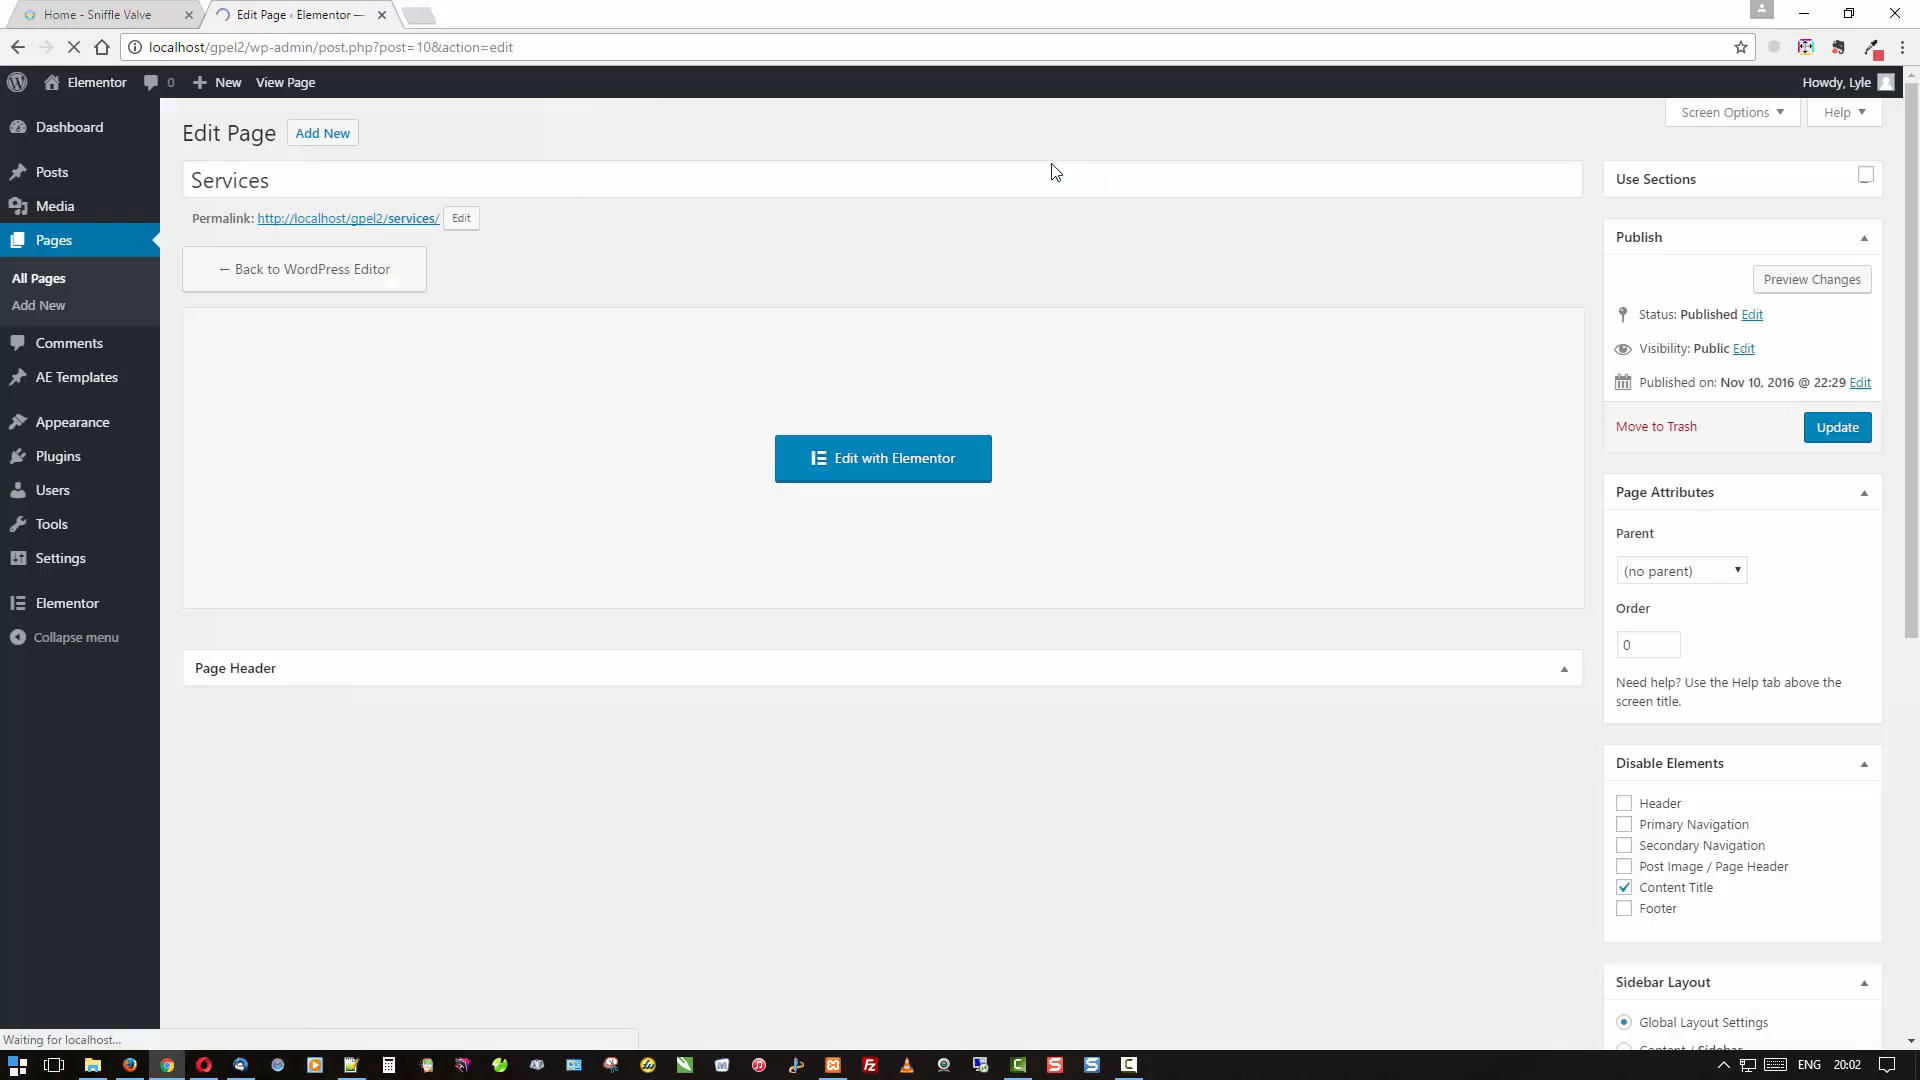 Home - Sniffle Valve
Edit Page ‹ Elementor —
localhost/gpel2/wp-admin/post.php?post=10&action=edit
Elementor
0
New
View Page
Howdy, Lyle
Screen Options
Help
Dashboard
Posts
Media
Pages
All Pages
Add New
Comments
AE Templates
Appearance
Plugins
Users
Tools
Settings
Elementor
Collapse menu
Edit Page
Add New
Services
Permalink: http://localhost/gpel2/services/
Edit
← Back to WordPress Editor
Edit with Elementor
Page Header
Use Sections
Publish
Preview Changes
Status: Published Edit
Visibility: Public Edit
Published on: Nov 10, 2016 @ 22:29 Edit
Move to Trash
Update
Page Attributes
Parent
(no parent)
Order
0
Need help? Use the Help tab above the
screen title.
Disable Elements
Header
Primary Navigation
Secondary Navigation
Post Image / Page Header
Content Title
Footer
Sidebar Layout
Global Layout Settings
Content / Sidebar
Waiting for localhost...
ENG
20:02